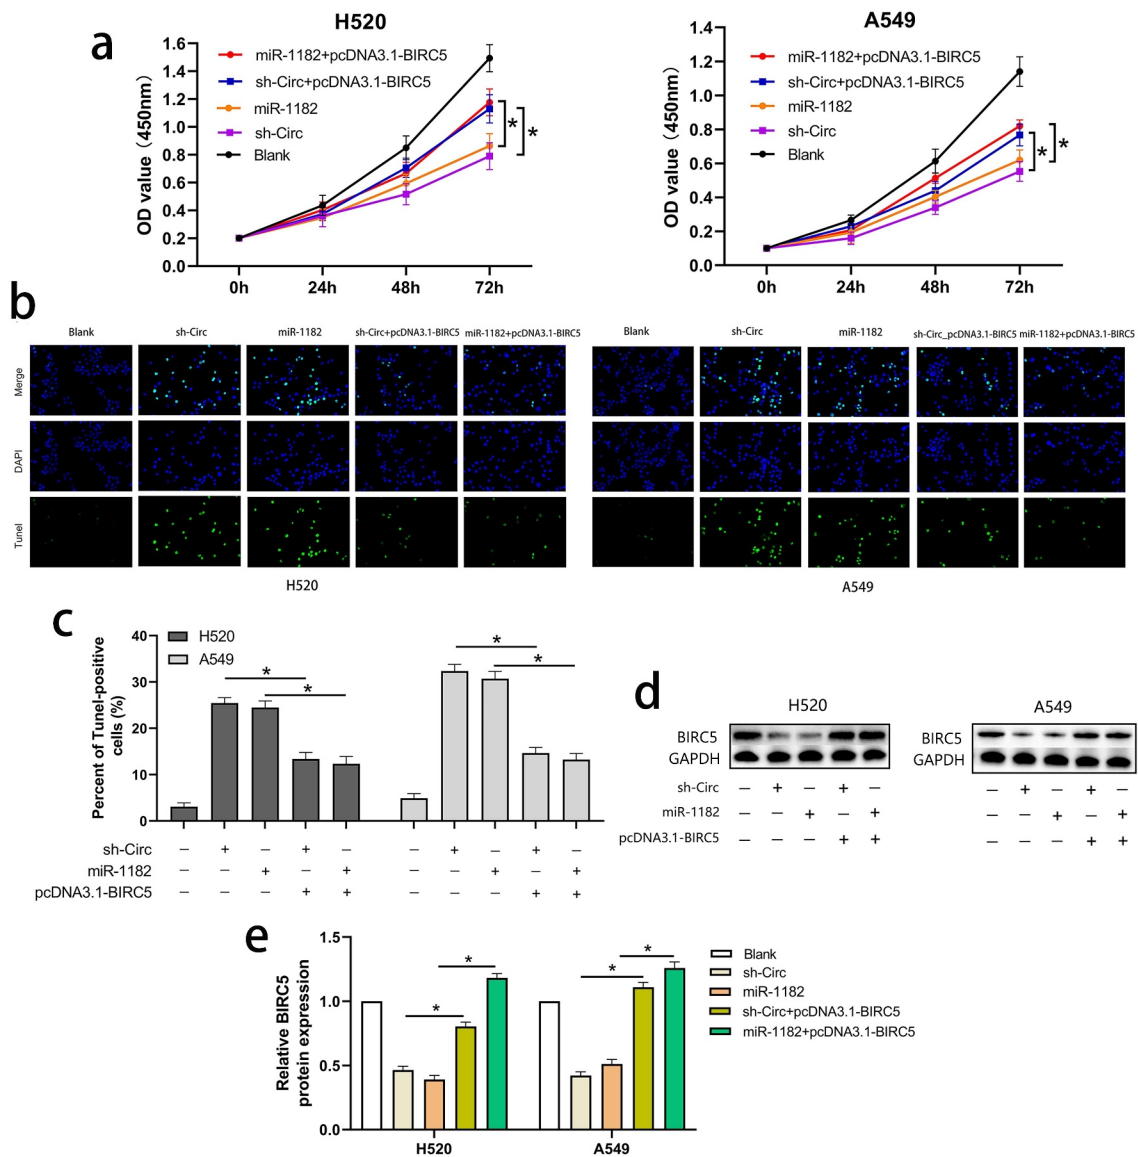 a
H520
OD value (450nm)
1.6
1.4
1.2
1.0
0.8
0.6
0.4
0.2
0.0
miR-1182+pcDNA3.1-BIRC5
sh-Circ+pcDNA3.1-BIRC5
miR-1182
sh-Circ
Blank
*
*
0h 24h 48h 72h
A549
OD value (450nm)
1.4
1.2
1.0
0.8
0.6
0.4
0.2
0.0
miR-1182+pcDNA3.1-BIRC5
sh-Circ+pcDNA3.1-BIRC5
miR-1182
sh-Circ
Blank
*
*
0h 24h 48h 72h
b
Blank sh-Circ miR-1182 sh-Circ+pcDNA3.1-BIRC5 miR-1182+pcDNA3.1-BIRC5
Blank sh-Circ miR-1182 sh-Circ_pcDNA3.1-BIRC5 miR-1182+pcDNA3.1-BIRC5
Merge
DAPI
Tunel
H520
A549
c
Percent of Tunel-positive
cells (%)
40
30
20
10
0
H520
A549
* * * *
sh-Circ – + – + – – + – + –
miR-1182 – – + – + – – + – +
pcDNA3.1-BIRC5 – – – + + – – – + +
d
H520
BIRC5
GAPDH
sh-Circ – + – + –
miR-1182 – – + – +
pcDNA3.1-BIRC5 – – – + +
A549
BIRC5
GAPDH
– + – + –
– – + – +
– – – + +
e
Relative BIRC5
protein expression
1.5
1.0
0.5
0.0
* * * *
H520 A549
Blank
sh-Circ
miR-1182
sh-Circ+pcDNA3.1-BIRC5
miR-1182+pcDNA3.1-BIRC5